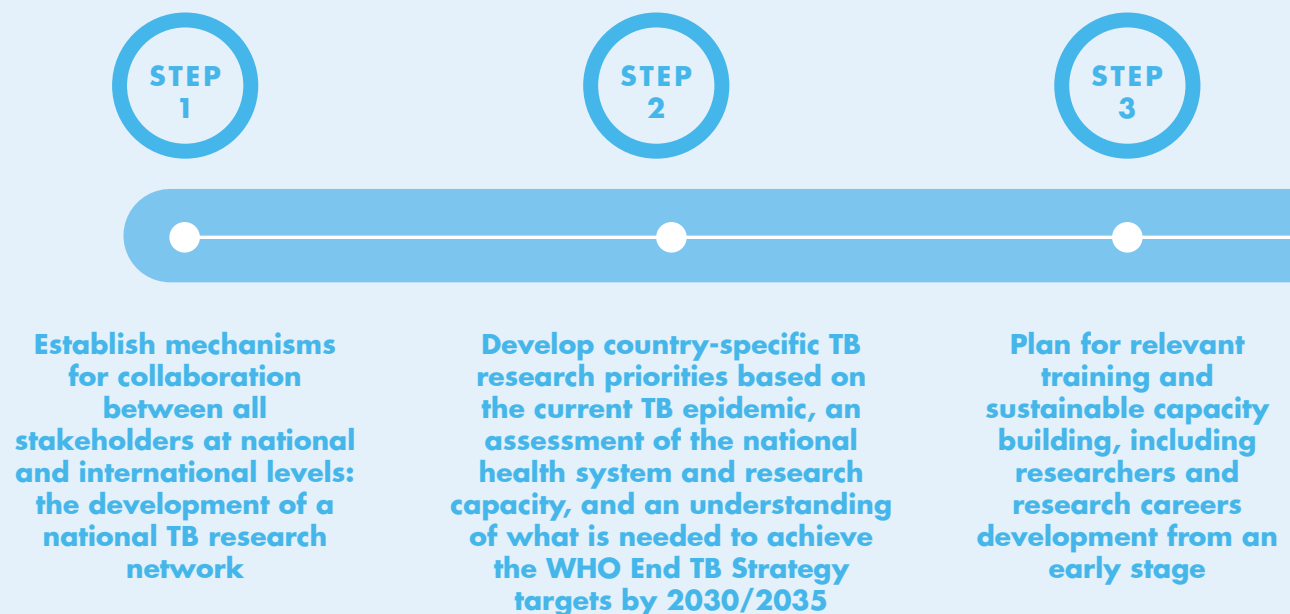 STEP
1
STEP
2
STEP
3
Establish mechanisms
for collaboration
between all
stakeholders at national
and international levels:
the development of a
national TB research
network
Develop country-specific TB
research priorities based on
the current TB epidemic, an
assessment of the national
health system and research
capacity, and an understanding
of what is needed to achieve
the WHO End TB Strategy
targets by 2030/2035
Plan for relevant
training and
sustainable capacity
building, including
researchers and
research careers
development from an
early stage